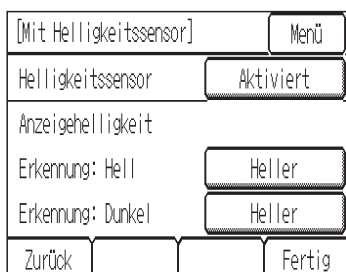 [Mit Helligkeitssensor] Menü
Helligkeitssensor Aktiviert
Anzeigehelligkeit
Erkennung: Hell Heller
Erkennung: Dunkel Heller
Zurück Fertig